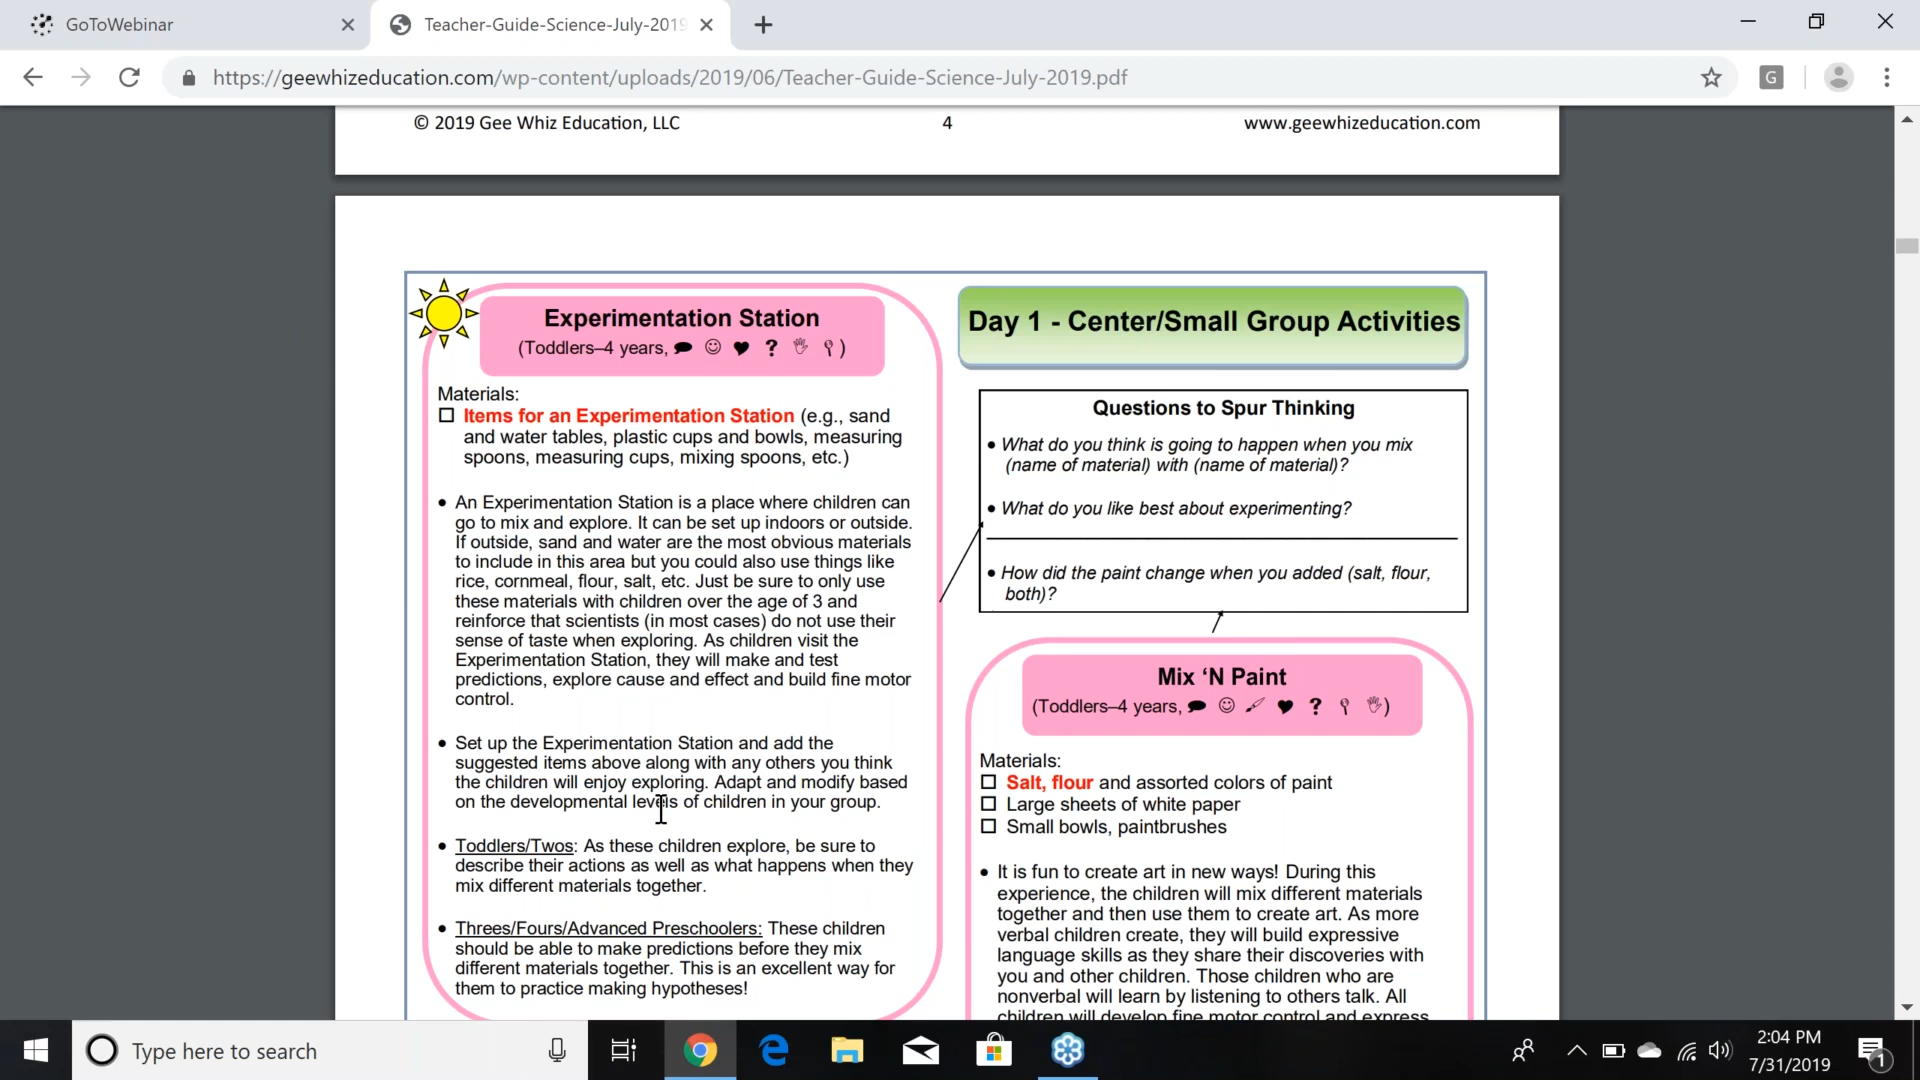 GoToWebinar
Teacher-Guide-Science-July-2019
https://geewhizeducation.com/wp-content/uploads/2019/06/Teacher-Guide-Science-July-2019.pdf
G
© 2019 Gee Whiz Education, LLC
4
www.geewhizeducation.com
Experimentation Station
(Toddlers–4 years, ? )
Materials:
Items for an Experimentation Station (e.g., sand
and water tables, plastic cups and bowls, measuring
spoons, measuring cups, mixing spoons, etc.)
• An Experimentation Station is a place where children can
go to mix and explore. It can be set up indoors or outside.
If outside, sand and water are the most obvious materials
to include in this area but you could also use things like
rice, cornmeal, flour, salt, etc. Just be sure to only use
these materials with children over the age of 3 and
reinforce that scientists (in most cases) do not use their
sense of taste when exploring. As children visit the
Experimentation Station, they will make and test
predictions, explore cause and effect and build fine motor
control.
• Set up the Experimentation Station and add the
suggested items above along with any others you think
the children will enjoy exploring. Adapt and modify based
on the developmental levels of children in your group.
• Toddlers/Twos: As these children explore, be sure to
describe their actions as well as what happens when they
mix different materials together.
• Threes/Fours/Advanced Preschoolers: These children
should be able to make predictions before they mix
different materials together. This is an excellent way for
them to practice making hypotheses!
Day 1 - Center/Small Group Activities
Questions to Spur Thinking
• What do you think is going to happen when you mix
(name of material) with (name of material)?
• What do you like best about experimenting?
• How did the paint change when you added (salt, flour,
both)?
Mix ‘N Paint
(Toddlers–4 years, ? )
Materials:
Salt, flour and assorted colors of paint
Large sheets of white paper
Small bowls, paintbrushes
• It is fun to create art in new ways! During this
experience, the children will mix different materials
together and then use them to create art. As more
verbal children create, they will build expressive
language skills as they share their discoveries with
you and other children. Those children who are
nonverbal will learn by listening to others talk. All
children will develop fine motor control and express
Type here to search
2:04 PM
7/31/2019
1